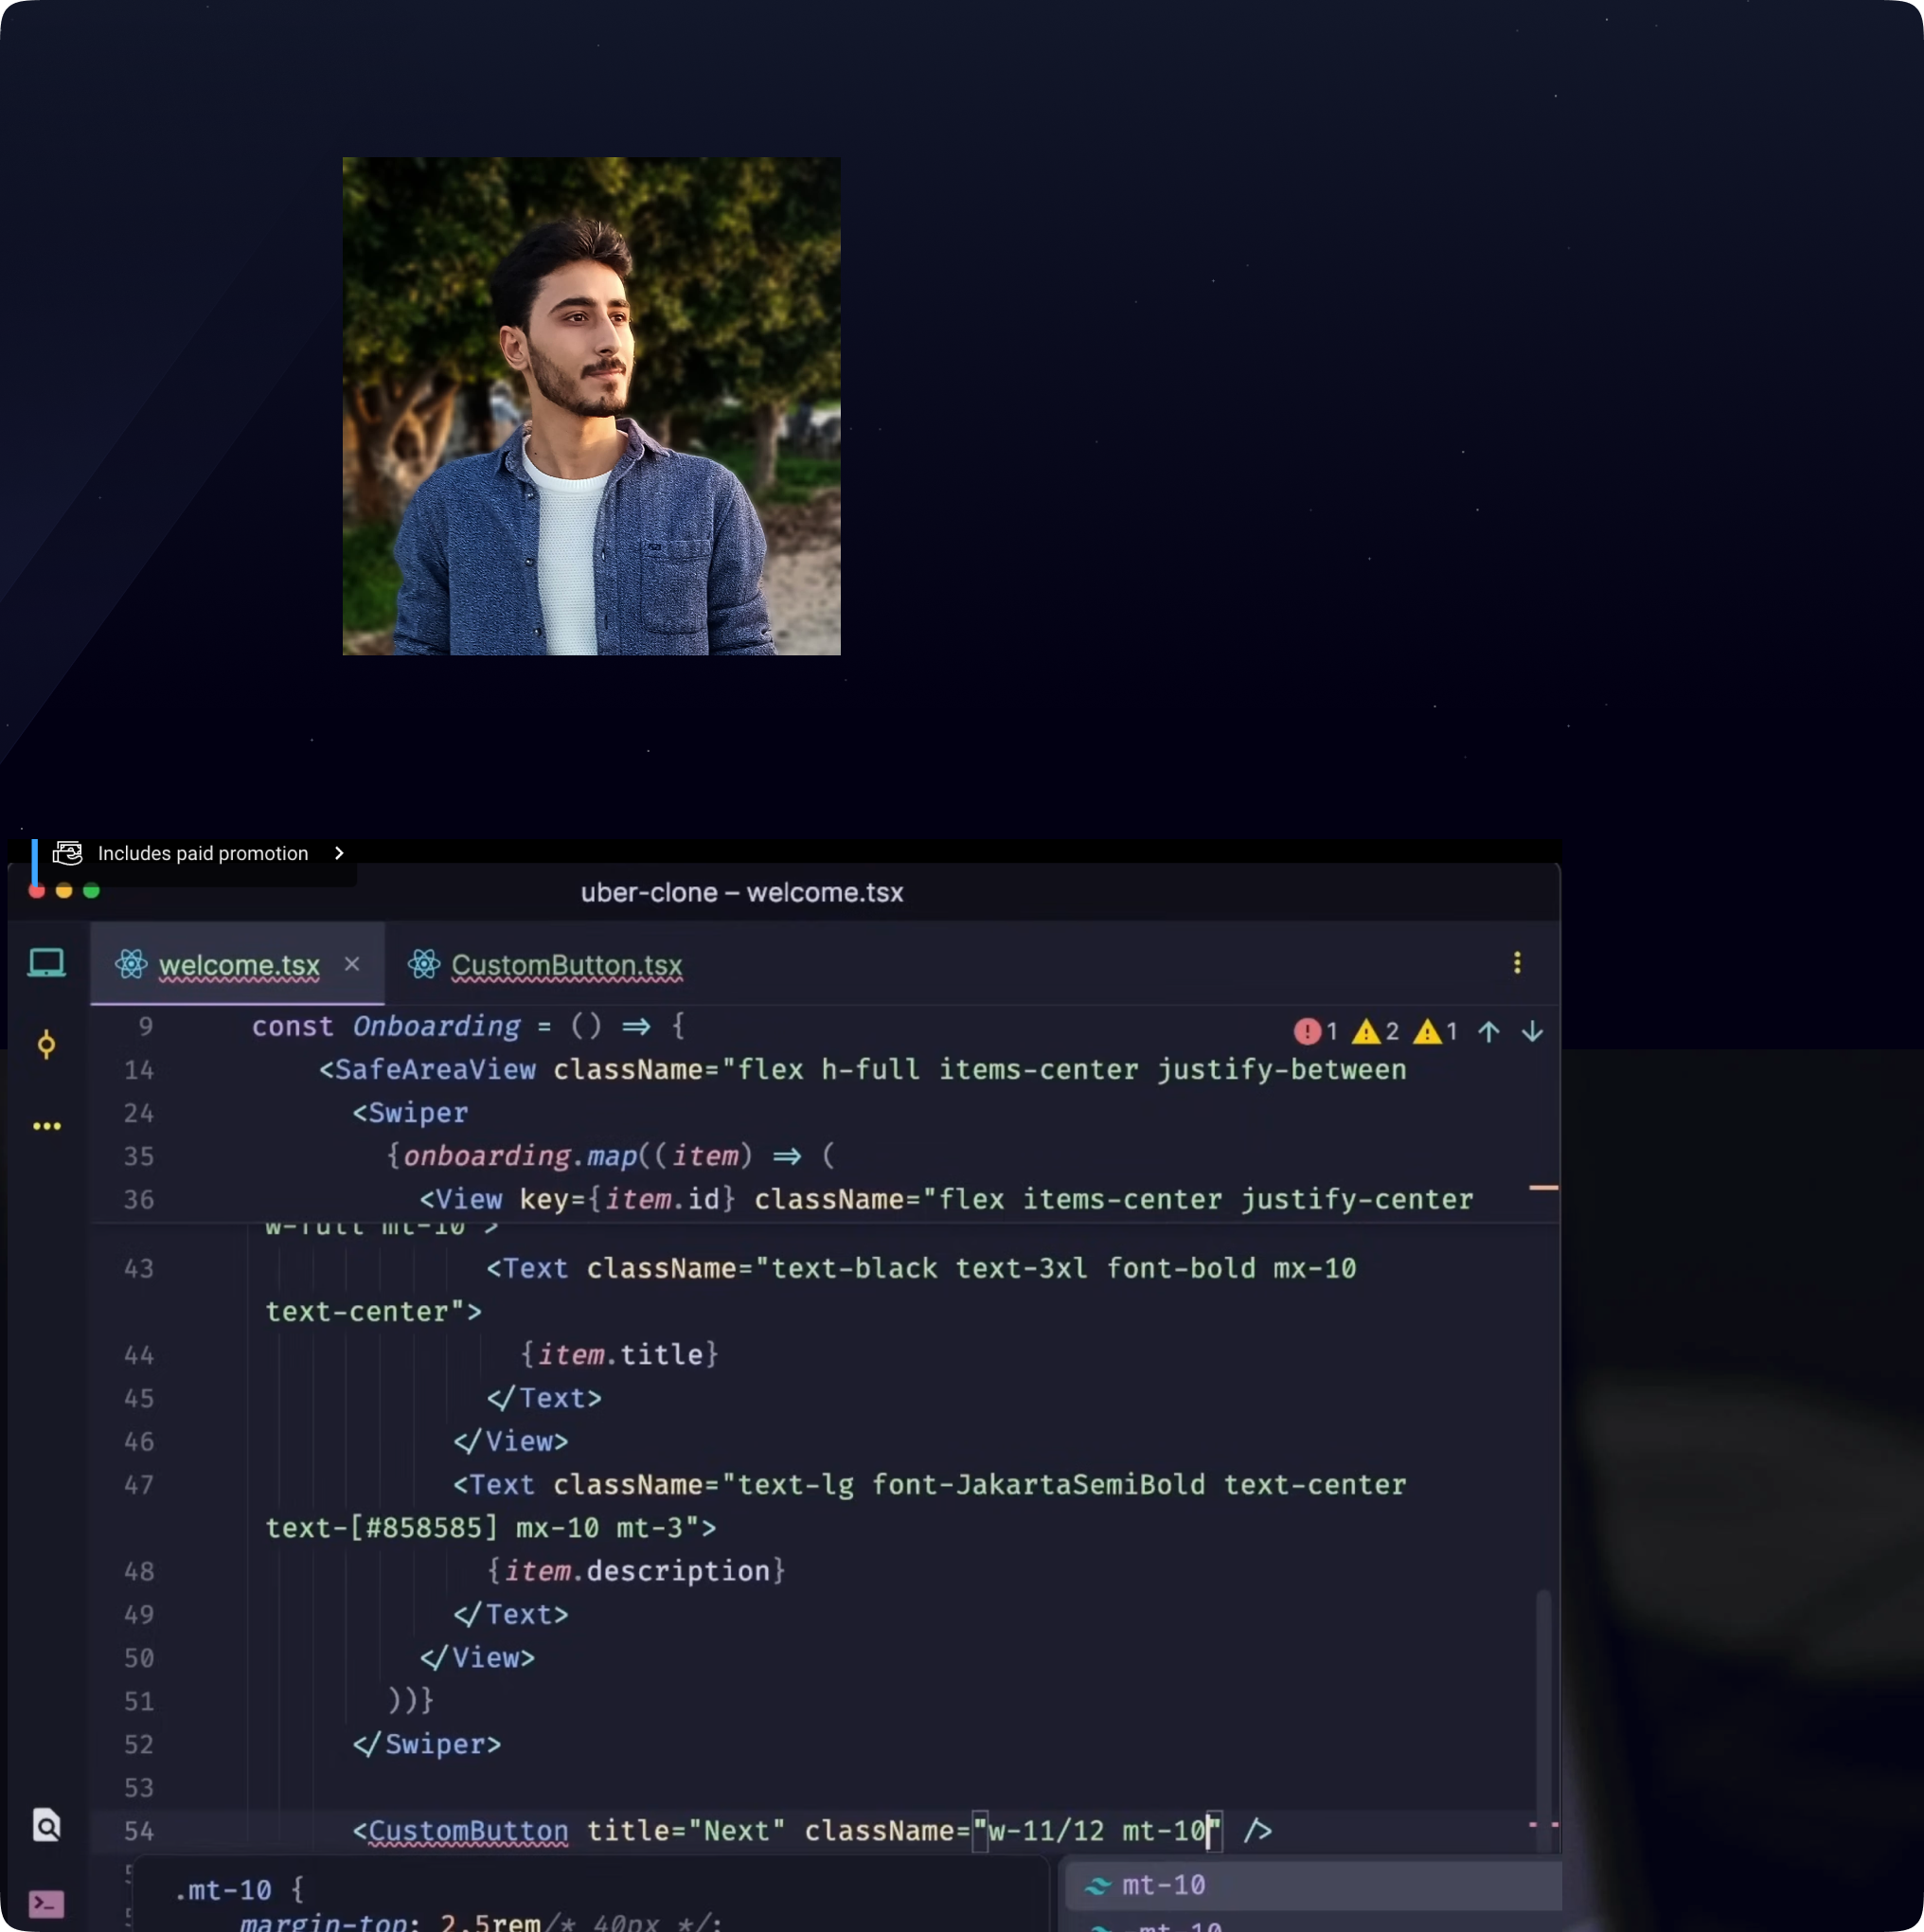 Includes paid promotion
uber-clone – welcome.tsx
welcome.tsx × CustomButton.tsx
9 const Onboarding = () => { 1 2 1
14 <SafeAreaView className="flex h-full items-center justify-between
24 <Swiper
35 {onboarding.map((item) => (
36 <View key={item.id} className="flex items-center justify-center
w-full mt-10">
43 <Text className="text-black text-3xl font-bold mx-10
text-center">
44 {item.title}
45 </Text>
46 </View>
47 <Text className="text-lg font-JakartaSemiBold text-center
text-[#858585] mx-10 mt-3">
48 {item.description}
49 </Text>
50 </View>
51 ))}
52 </Swiper>
53
54 <CustomButton title="Next" className="w-11/12 mt-10" />
.mt-10 {
margin-top: 2.5rem/* 40px */;
mt-10
-mt-10